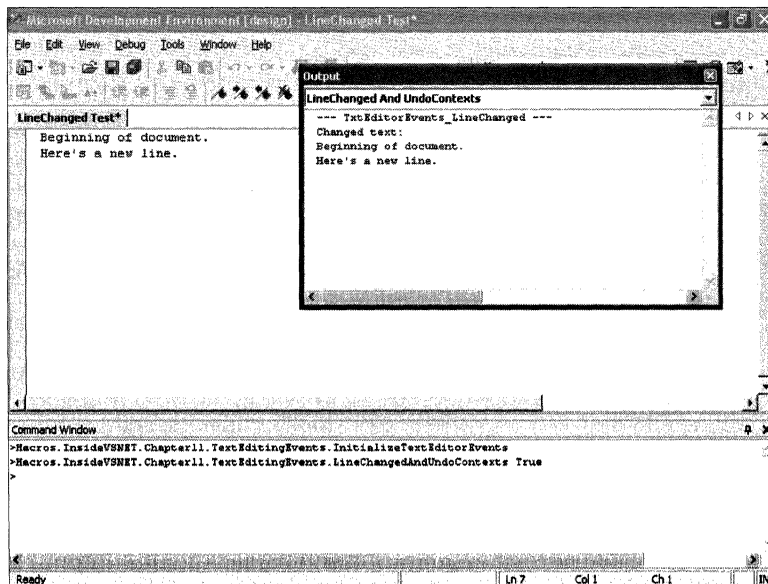 Microsoft Development Environment [design] - LineChanged Test*
File Edit View Debug Tools Window Help
Output
LineChanged And UndoContexts
--- TxtEditorEvents_LineChanged ---
Changed text:
Beginning of document.
Here's a new line.
LineChanged Test*
Beginning of document.
Here's a new line.
Command Window
>Macros.InsideVSNET.Chapter11.TextEditingEvents.InitializeTextEditorEvents
>Macros.InsideVSNET.Chapter11.TextEditingEvents.LineChangedAndUndoContexts True
>
Ready Ln 7 Col 1 Ch 1